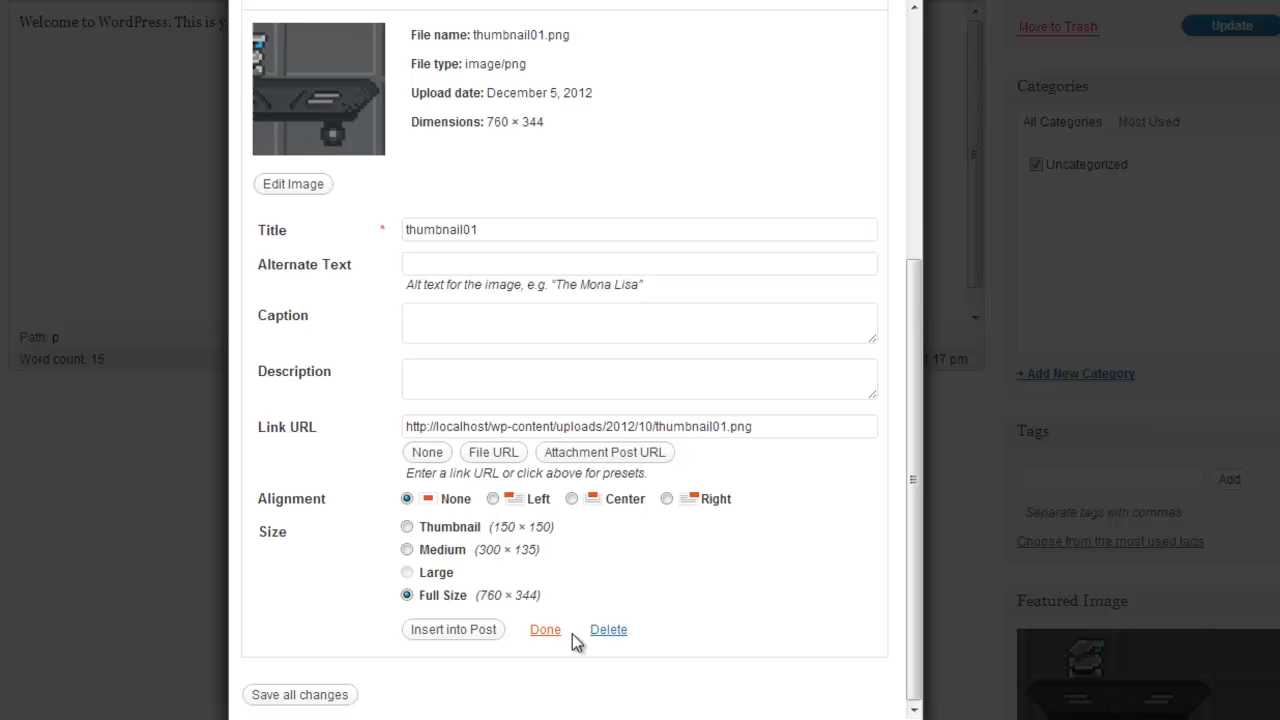 Welcome to WordPress. This is y
File name: thumbnail01.png
File type: image/png
Upload date: December 5, 2012
Dimensions: 760 × 344
Edit Image
Title * thumbnail01
Alternate Text
Alt text for the image, e.g. “The Mona Lisa”
Caption
Description
Link URL http://localhost/wp-content/uploads/2012/10/thumbnail01.png
None File URL Attachment Post URL
Enter a link URL or click above for presets.
Alignment None Left Center Right
Size Thumbnail (150 × 150)
Medium (300 × 135)
Large
Full Size (760 × 344)
Insert into Post Done Delete
Save all changes
Path: p
Word count: 15
17 pm
Move to Trash Update
Categories
All Categories Most Used
Uncategorized
+ Add New Category
Tags
Add
Separate tags with commas
Choose from the most used tags
Featured Image